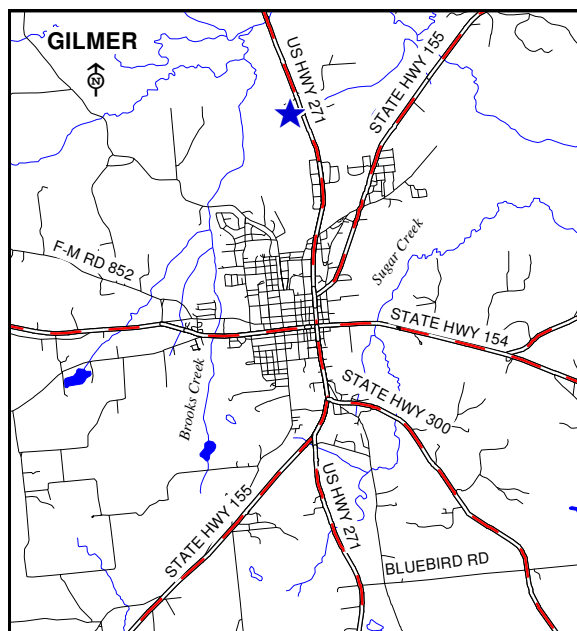 GILMER
N
US HWY 271
STATE HWY 155
Sugar Creek
F-M RD 852
STATE HWY 154
Brooks Creek
STATE HWY 300
STATE HWY 155
US HWY 271
BLUEBIRD RD